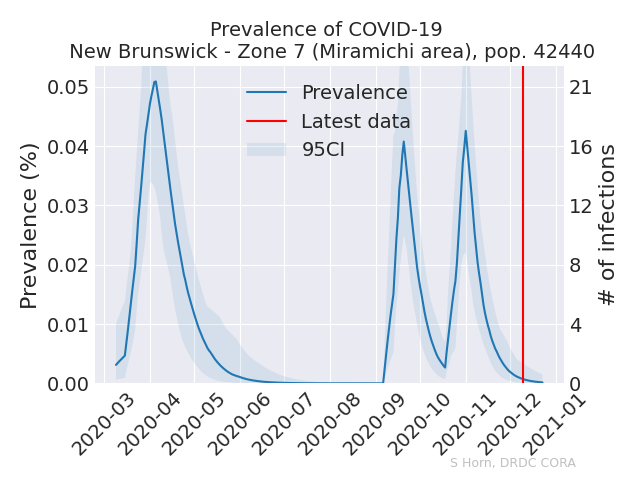 Prevalence of COVID-19
New Brunswick - Zone 7 (Miramichi area), pop. 42440
Prevalence (%)
0.05
0.04
0.03
0.02
0.01
0.00
Prevalence
Latest data
95CI
21
16
12
8
4
0
# of infections
2020-03
2020-04
2020-05
2020-06
2020-07
2020-08
2020-09
2020-10
2020-11
2020-12
2021-01
S Horn, DRDC CORA